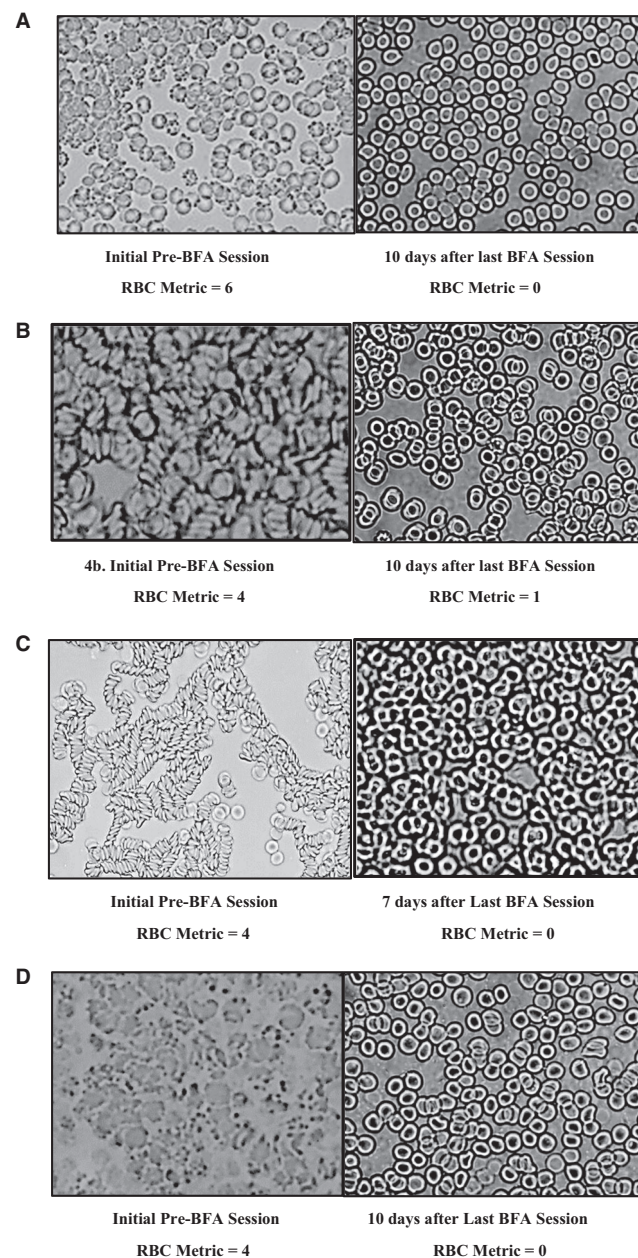 A
Initial Pre-BFA Session
10 days after last BFA Session
RBC Metric = 6
RBC Metric = 0
B
4b. Initial Pre-BFA Session
10 days after last BFA Session
RBC Metric = 4
RBC Metric = 1
C
Initial Pre-BFA Session
7 days after Last BFA Session
RBC Metric = 4
RBC Metric = 0
D
Initial Pre-BFA Session
10 days after Last BFA Session
RBC Metric = 4
RBC Metric = 0